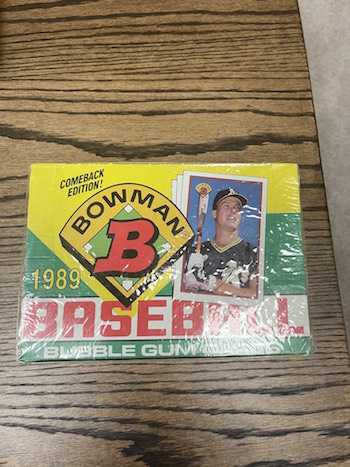 COMEBACK
EDITION!
BOWMAN
B
1989
BASEBALL
BUBBLE GUM CARDS